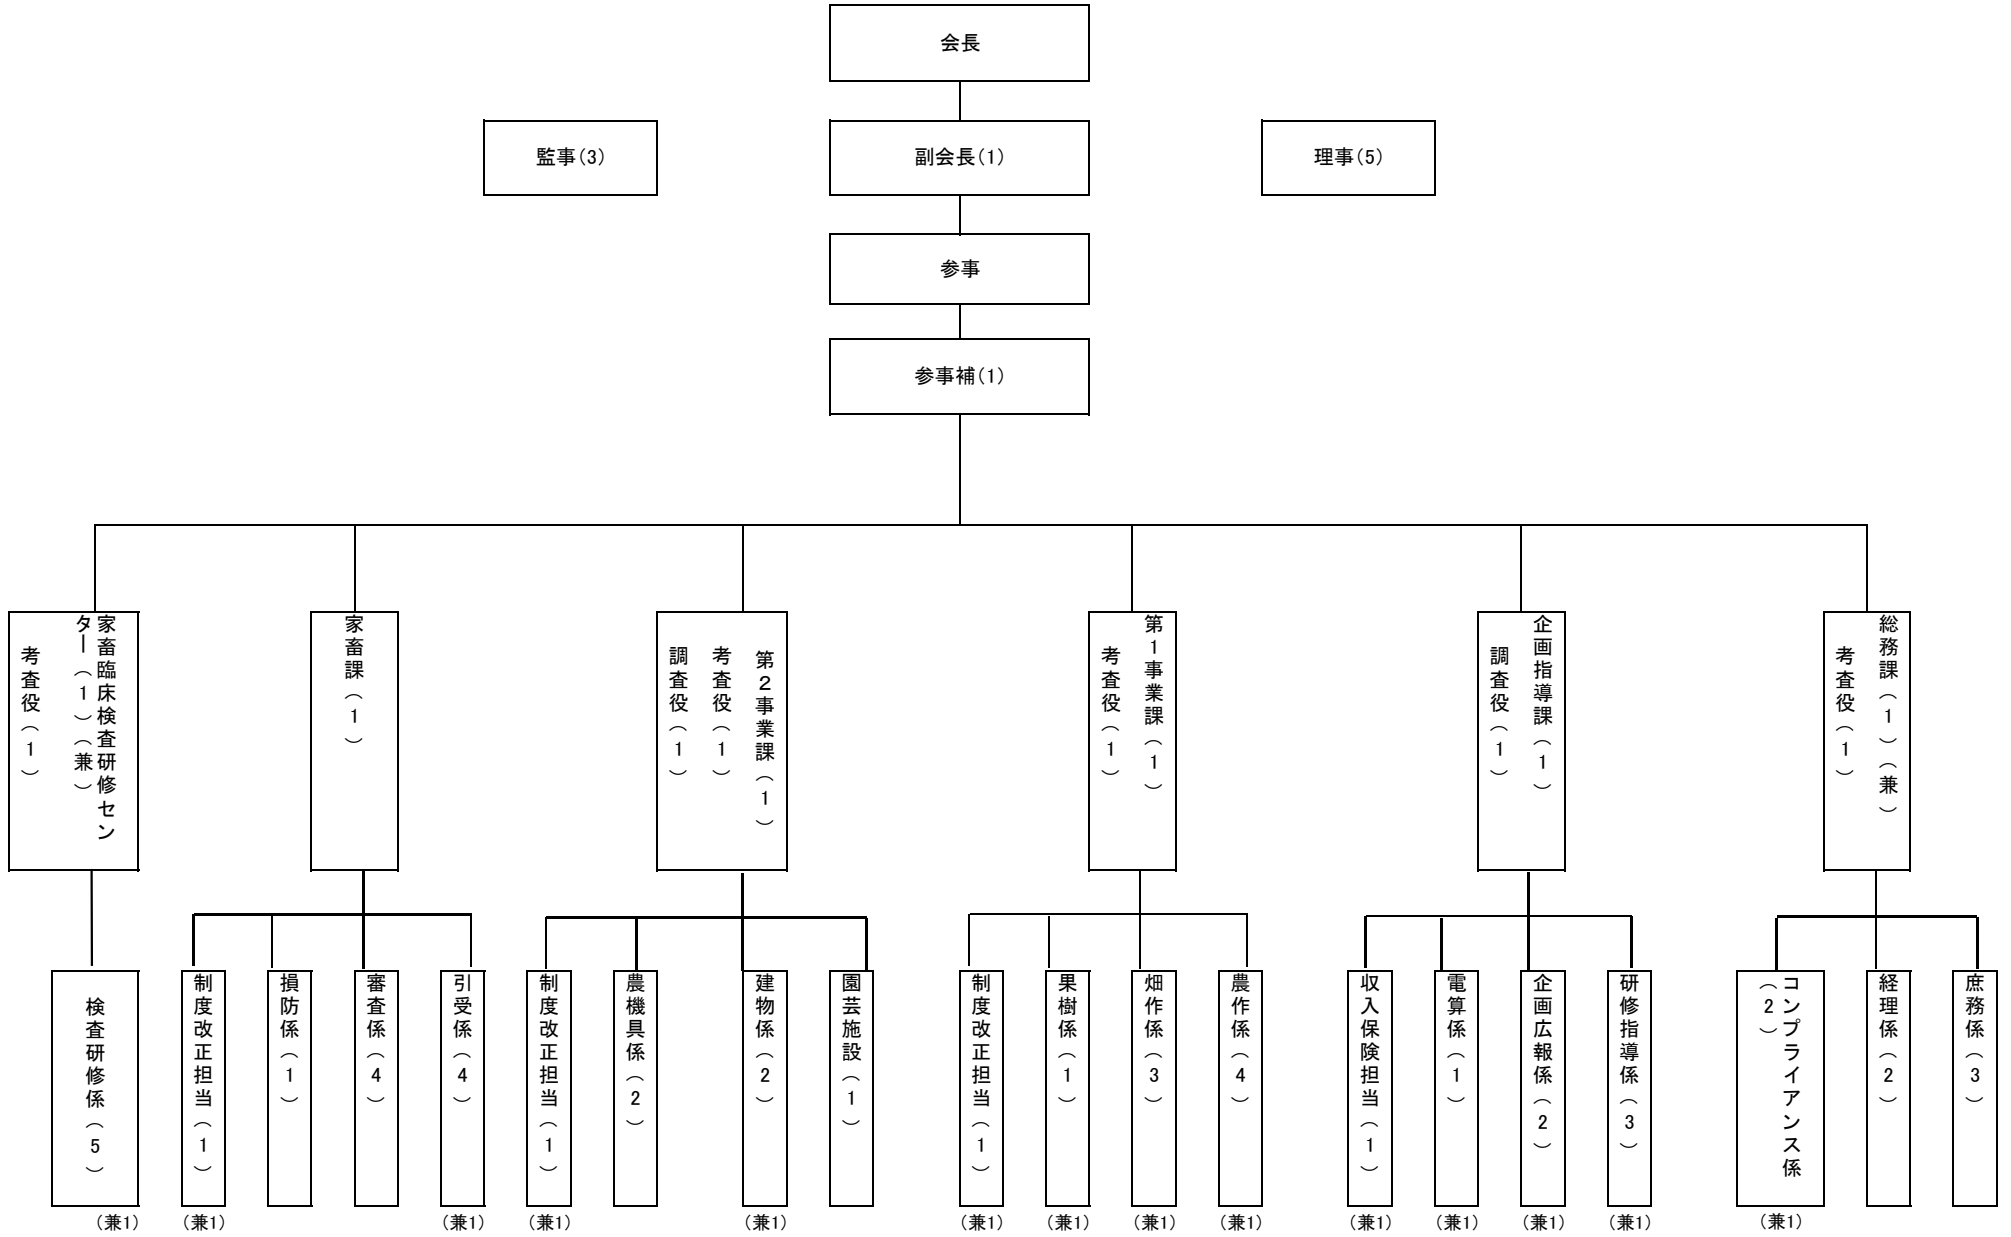 会長
監事(3)
副会長(1)
理事(5)
参事
参事補(1)
総務課(1)(兼)
考査役(1)
企画指導課(1)
調査役(1)
第1事業課(1)
考査役(1)
第2事業課(1)
考査役(1)
調査役(1)
家畜課(1)
家畜臨床検査研修セン
ター(1)(兼)
考査役(1)
庶務係(3)
経理係(2)
コンプライアンス係
(2)
研修指導係(3)
企画広報係(2)
電算係(1)
収入保険担当(1)
農作係(4)
畑作係(3)
果樹係(1)
制度改正担当(1)
園芸施設(1)
建物係(2)
農機具係(2)
制度改正担当(1)
引受係(4)
審査係(4)
損防係(1)
制度改正担当(1)
検査研修係(5)
(兼1)
(兼1)
(兼1)
(兼1)
(兼1)
(兼1)
(兼1)
(兼1)
(兼1)
(兼1)
(兼1)
(兼1)
(兼1)
(兼1)